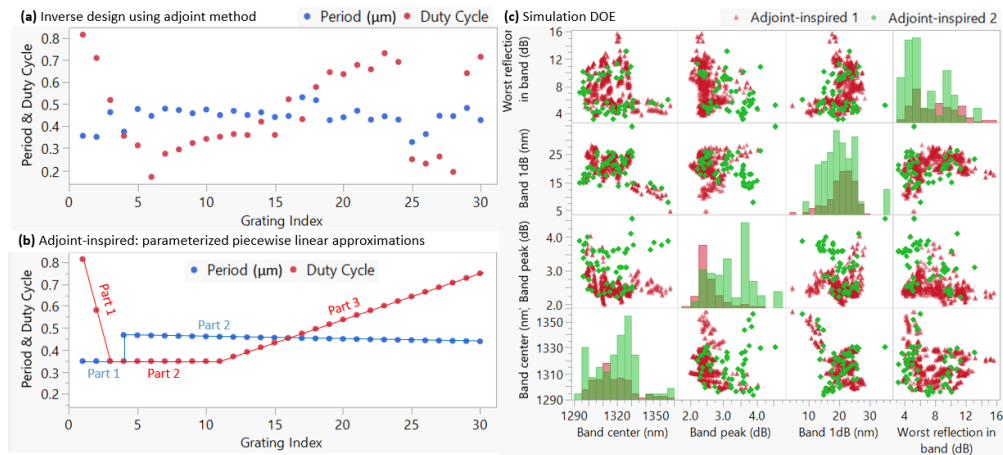 (a) Inverse design using adjoint method
Period (µm) Duty Cycle
Period & Duty Cycle
0.8
0.7
0.6
0.5
0.4
0.3
0.2
0 5 10 15 20 25 30
Grating Index
(b) Adjoint-inspired: parameterized piecewise linear approximations
Period (µm) Duty Cycle
Period & Duty Cycle
0.8
0.7
0.6
0.5
0.4
0.3
0.2
Part 1
Part 2
Part 3
Part 1
Part 2
0 5 10 15 20 25 30
Grating Index
(c) Simulation DOE
Adjoint-inspired 1 Adjoint-inspired 2
Worst reflection
in band (dB)
16
12
8
4
Band 1dB (nm)
25
15
5
Band peak (dB)
4.0
3.0
2.0
Band center (nm)
1350
1330
1310
1290
1290 1320 1350 2.0 3.0 4.0 10 20 30 4 8 12 16
Band center (nm) Band peak (dB) Band 1dB (nm) Worst reflection in
band (dB)